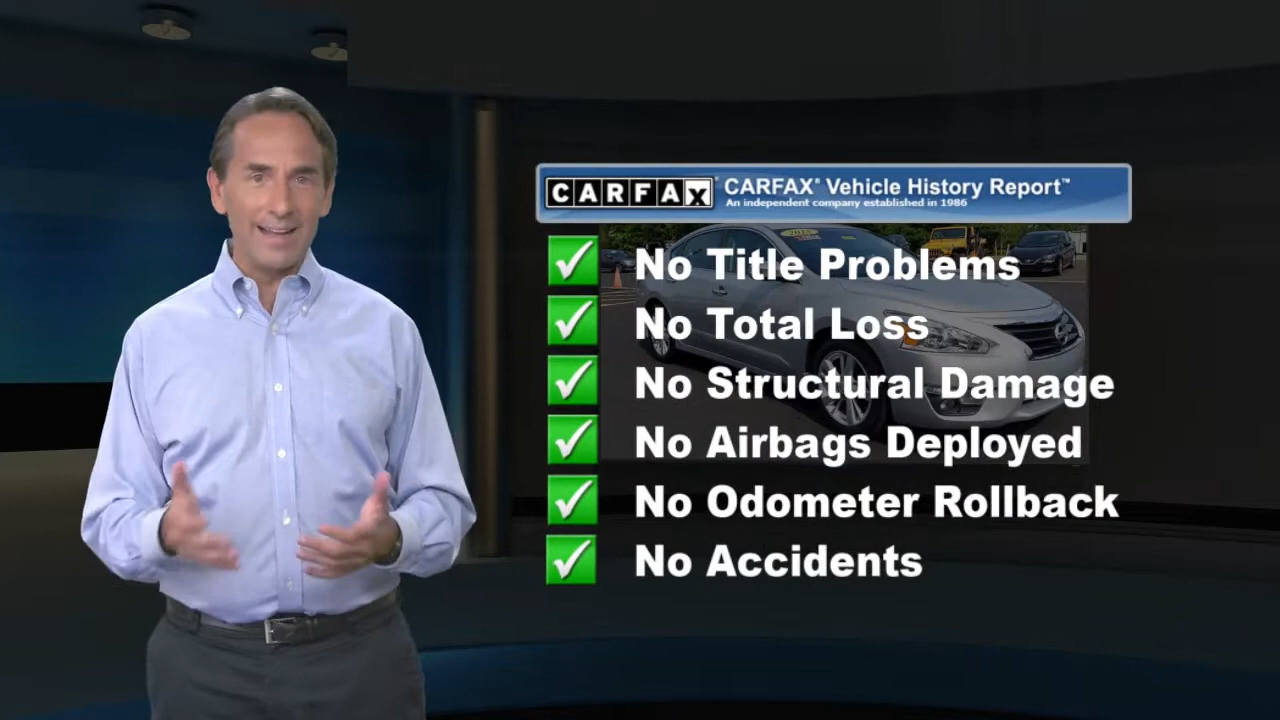 CARFAX® CARFAX® Vehicle History Report™
An independent company established in 1986
No Title Problems
No Total Loss
No Structural Damage
No Airbags Deployed
No Odometer Rollback
No Accidents